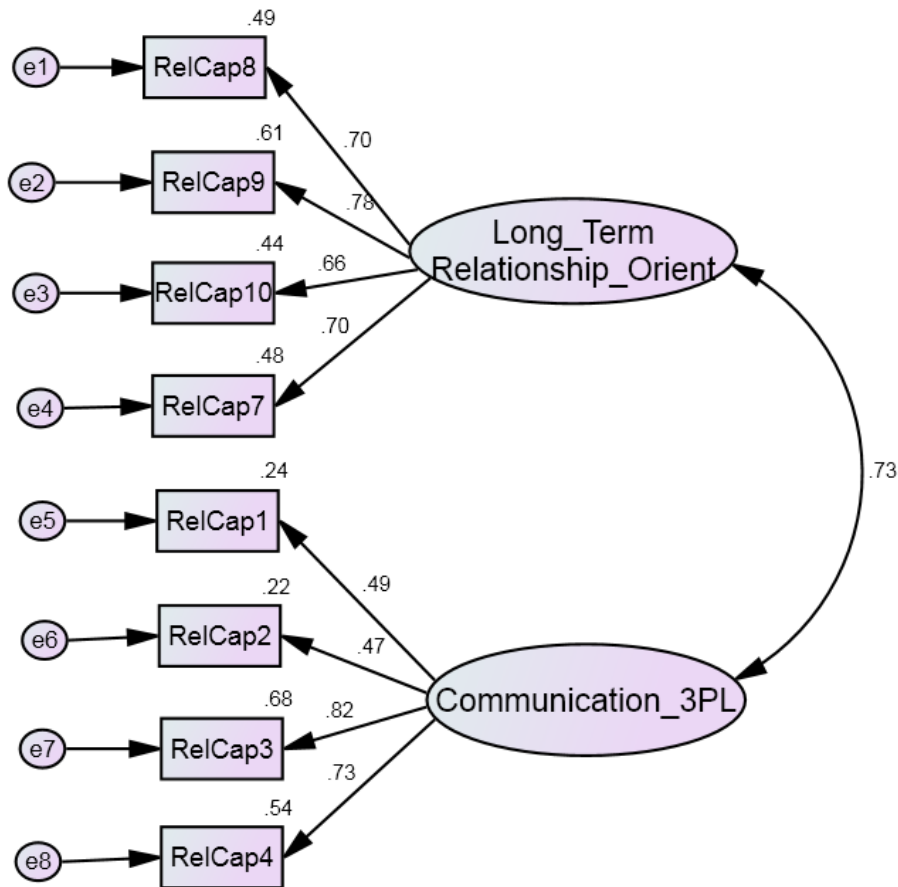 .49
e1
RelCap8
.70
.61
e2
RelCap9
.78
Long_Term
Relationship_Orient
.44
e3
RelCap10
.66
.70
.48
e4
RelCap7
.73
.24
e5
RelCap1
.49
.22
e6
RelCap2
.47
.68
e7
RelCap3
.82
Communication_3PL
.73
.54
e8
RelCap4